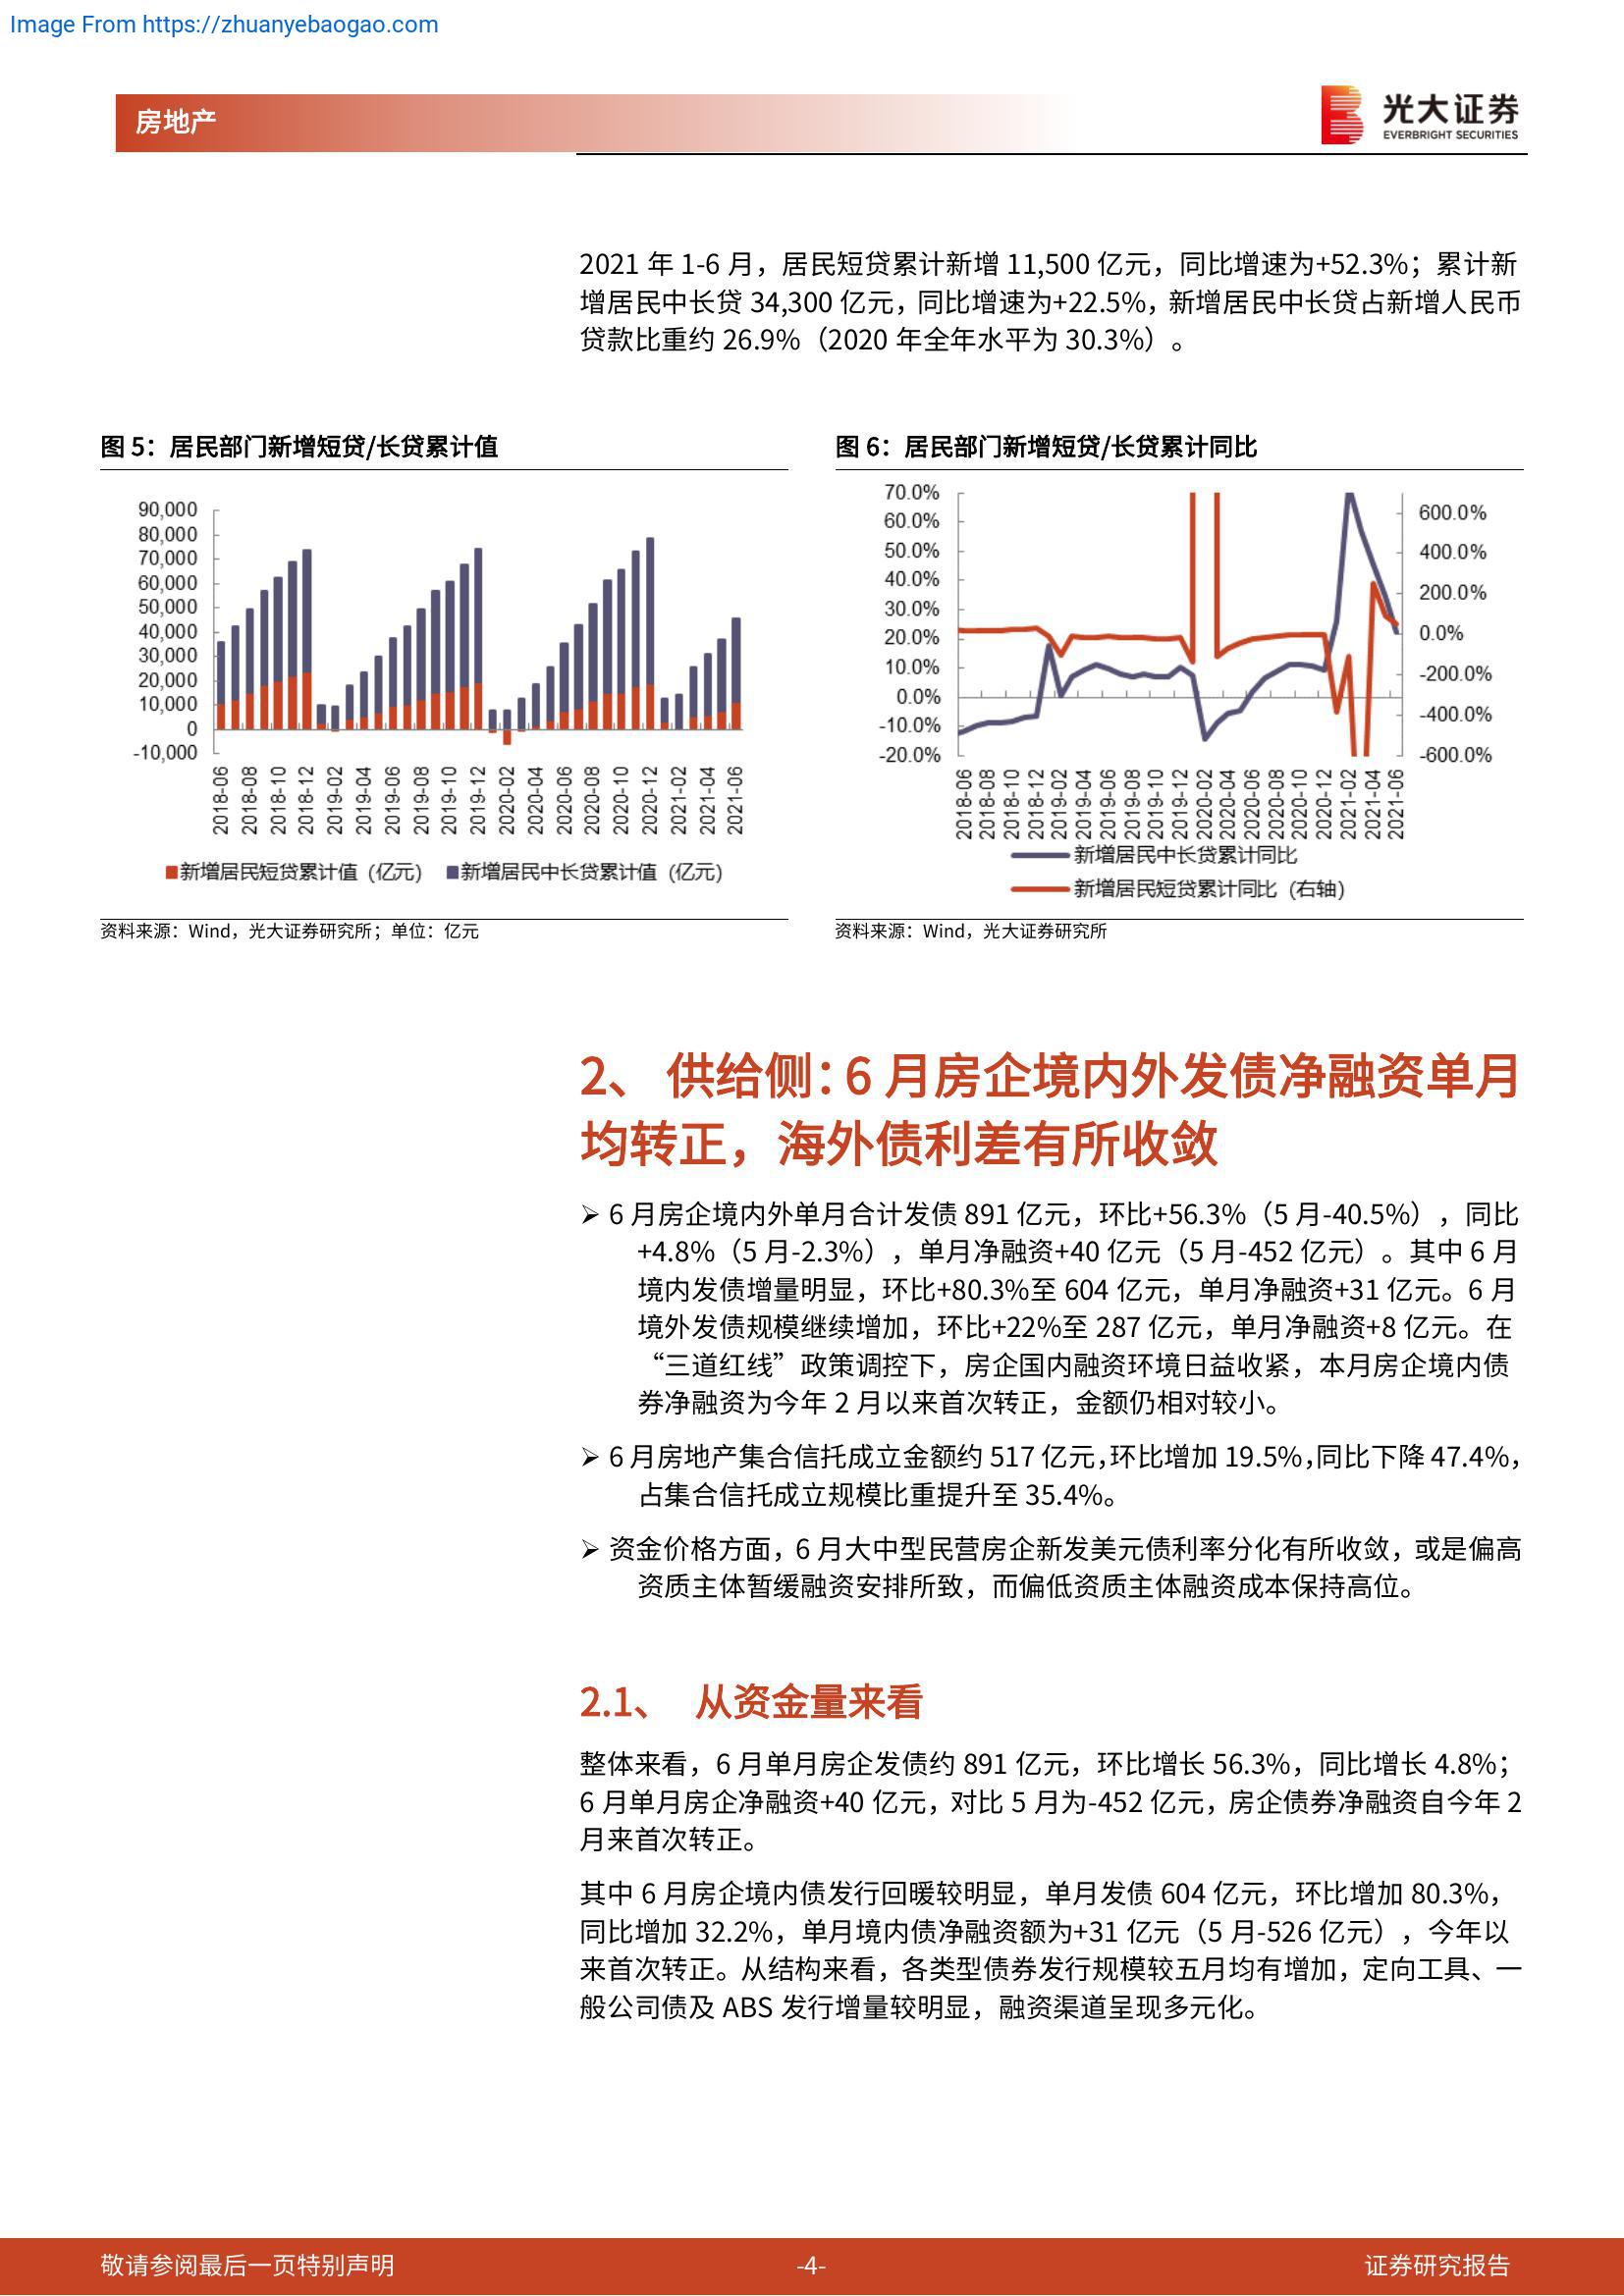 Image From https://zhuanyebaogao.com
房地产
光大证券
EVERBRIGHT SECURITIES
2021 年 1-6 月，居民短贷累计新增 11,500 亿元，同比增速为+52.3%；累计新
增居民中长贷 34,300 亿元，同比增速为+22.5%，新增居民中长贷占新增人民币
贷款比重约 26.9%（2020 年全年水平为 30.3%）。
图 5：居民部门新增短贷/长贷累计值
90,000
80,000
70,000
60,000
50,000
40,000
30,000
20,000
10,000
0
-10,000
2018-06
2018-08
2018-10
2018-12
2019-02
2019-04
2019-06
2019-08
2019-10
2019-12
2020-02
2020-04
2020-06
2020-08
2020-10
2020-12
2021-02
2021-04
2021-06
新增居民短贷累计值（亿元） 新增居民中长贷累计值（亿元）
资料来源：Wind，光大证券研究所；单位：亿元
图 6：居民部门新增短贷/长贷累计同比
70.0%
60.0%
50.0%
40.0%
30.0%
20.0%
10.0%
0.0%
-10.0%
-20.0%
600.0%
400.0%
200.0%
0.0%
-200.0%
-400.0%
-600.0%
2018-06
2018-08
2018-10
2018-12
2019-02
2019-04
2019-06
2019-08
2019-10
2019-12
2020-02
2020-04
2020-06
2020-08
2020-10
2020-12
2021-02
2021-04
2021-06
新增居民中长贷累计同比
新增居民短贷累计同比（右轴）
资料来源：Wind，光大证券研究所
2、 供给侧：6 月房企境内外发债净融资单月
均转正，海外债利差有所收敛
➢ 6 月房企境内外单月合计发债 891 亿元，环比+56.3%（5 月-40.5%），同比
+4.8%（5 月-2.3%），单月净融资+40 亿元（5 月-452 亿元）。其中 6 月
境内发债增量明显，环比+80.3%至 604 亿元，单月净融资+31 亿元。6 月
境外发债规模继续增加，环比+22%至 287 亿元，单月净融资+8 亿元。在
“三道红线”政策调控下，房企国内融资环境日益收紧，本月房企境内债
券净融资为今年 2 月以来首次转正，金额仍相对较小。
➢ 6 月房地产集合信托成立金额约 517 亿元，环比增加 19.5%，同比下降 47.4%，
占集合信托成立规模比重提升至 35.4%。
➢ 资金价格方面，6 月大中型民营房企新发美元债利率分化有所收敛，或是偏高
资质主体暂缓融资安排所致，而偏低资质主体融资成本保持高位。
2.1、 从资金量来看
整体来看，6 月单月房企发债约 891 亿元，环比增长 56.3%，同比增长 4.8%；
6 月单月房企净融资+40 亿元，对比 5 月为-452 亿元，房企债券净融资自今年 2
月来首次转正。
其中 6 月房企境内债发行回暖较明显，单月发债 604 亿元，环比增加 80.3%，
同比增加 32.2%，单月境内债净融资额为+31 亿元（5 月-526 亿元），今年以
来首次转正。从结构来看，各类型债券发行规模较五月均有增加，定向工具、一
般公司债及 ABS 发行增量较明显，融资渠道呈现多元化。
敬请参阅最后一页特别声明
-4-
证券研究报告